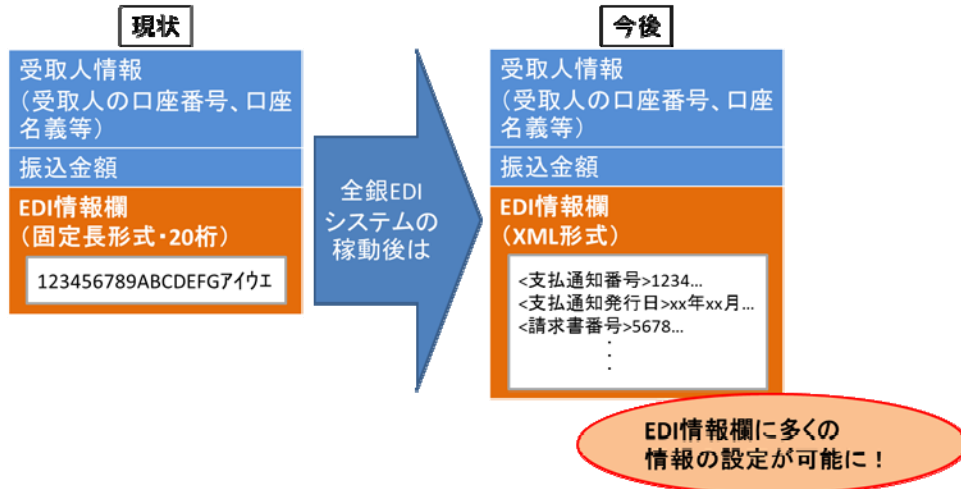 現状
受取人情報
（受取人の口座番号、口座
名義等）
振込金額
EDI情報欄
（固定長形式・20桁）
123456789ABCDEFGｱｲｳｴ
全銀EDI
システムの
稼動後は
今後
受取人情報
（受取人の口座番号、口座
名義等）
振込金額
EDI情報欄
（XML形式）
<支払通知番号>1234...
<支払通知発行日>xx年xx月...
<請求書番号>5678...
：
EDI情報欄に多くの
情報の設定が可能に！